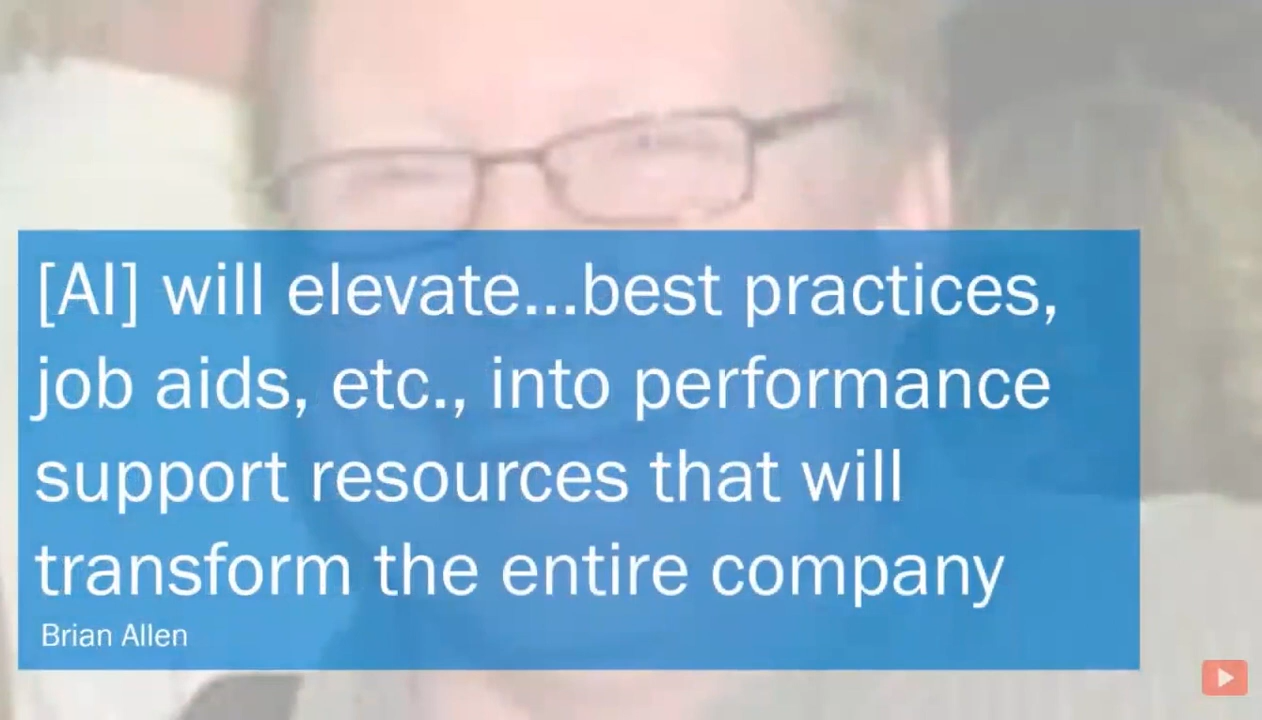 [AI] will elevate...best practices,
job aids, etc., into performance
support resources that will
transform the entire company
Brian Allen